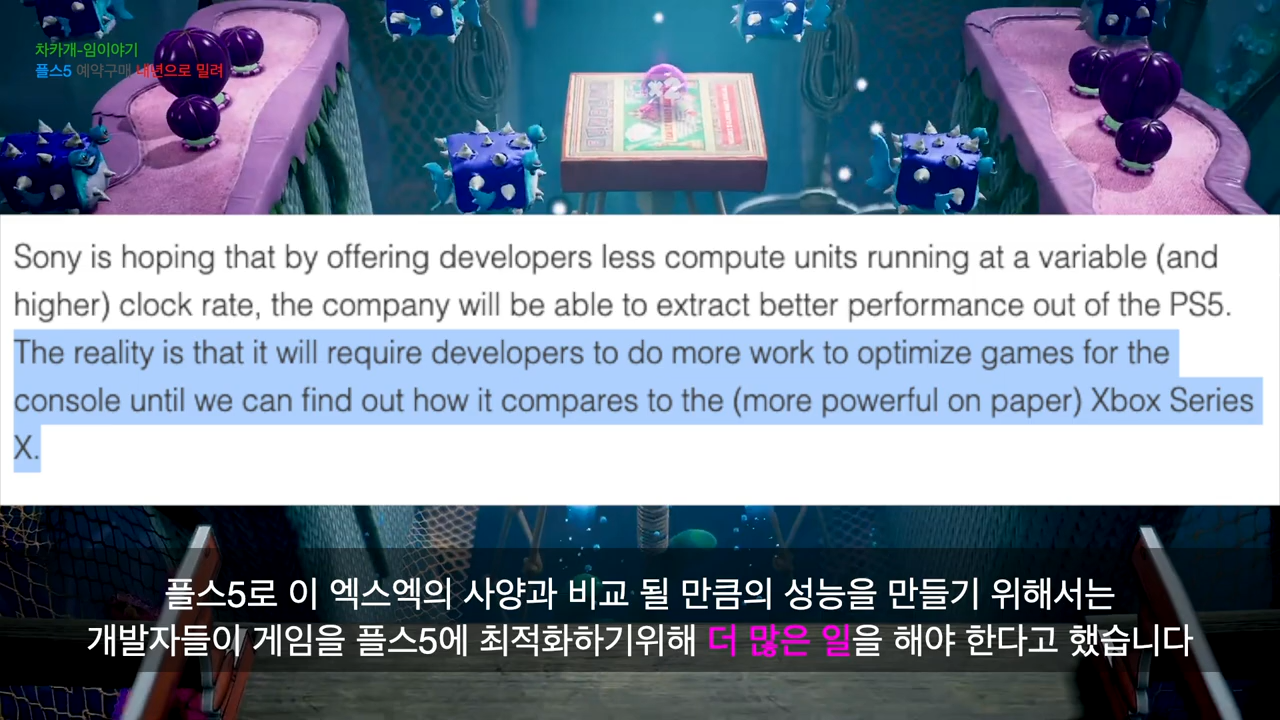 차카개-임이야기
플스5 예약구매 내년으로 밀려
Sony is hoping that by offering developers less compute units running at a variable (and
higher) clock rate, the company will be able to extract better performance out of the PS5.
The reality is that it will require developers to do more work to optimize games for the
console until we can find out how it compares to the (more powerful on paper) Xbox Series
X.
플스5로 이 엑스엑의 사양과 비교 될 만큼의 성능을 만들기 위해서는
개발자들이 게임을 플스5에 최적화하기위해 더 많은 일을 해야 한다고 했습니다